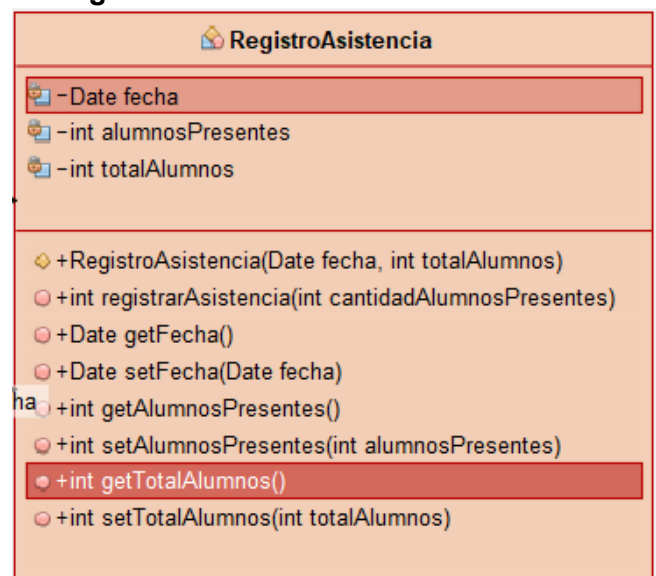 RegistroAsistencia
-Date fecha
-int alumnosPresentes
-int totalAlumnos
+RegistroAsistencia(Date fecha, int totalAlumnos)
+int registrarAsistencia(int cantidadAlumnosPresentes)
+Date getFecha()
+Date setFecha(Date fecha)
ha
+int getAlumnosPresentes()
+int setAlumnosPresentes(int alumnosPresentes)
+int getTotalAlumnos()
+int setTotalAlumnos(int totalAlumnos)